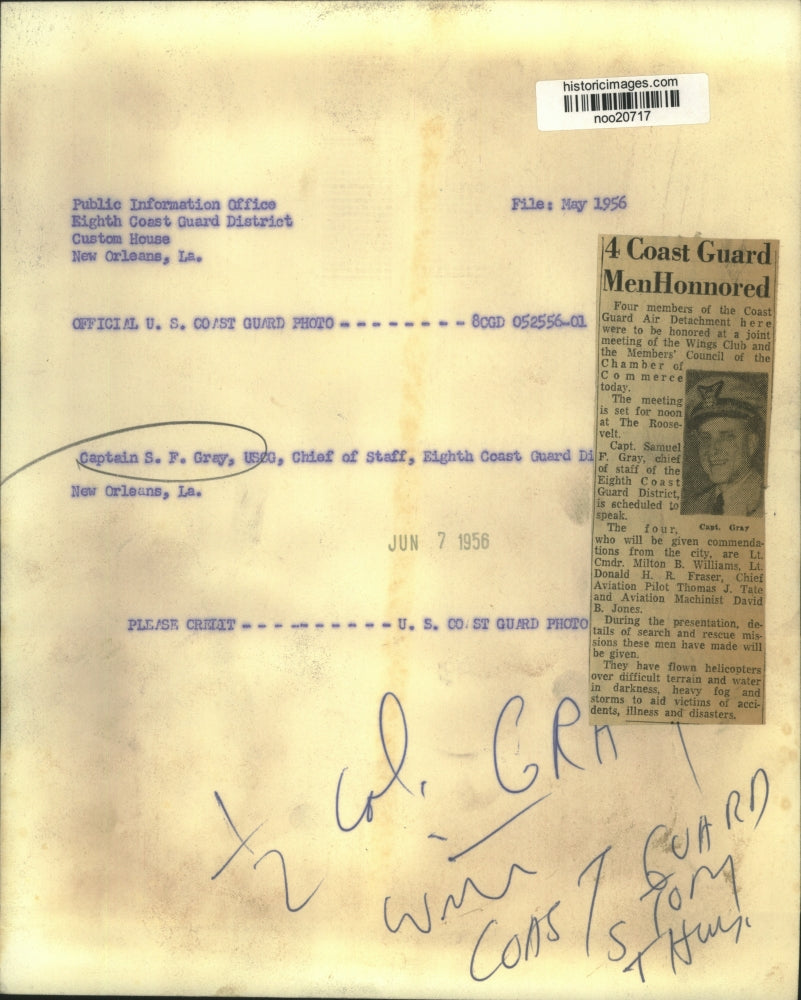 historicimages.com
noo20717
Public Information Office
Eighth Coast Guard District
Custom House
New Orleans, La.
File: May 1956
OFFICIAL U. S. COAST GUARD PHOTO - - - - - - - - 8CGD 052556-01
Captain S. F. Gray, USCG, Chief of Staff, Eighth Coast Guard Di
New Orleans, La.
JUN 7 1956
PLEASE CREDIT - - - - - - - - - - - U. S. COAST GUARD PHOTO
4 Coast Guard
Men Honnored
Four members of the Coast
Guard Air Detachment here
were to be honored at a joint
meeting of the Wings Club and
the Members' Council of the
Chamber of
Commerce
today.
The meeting
is set for noon
at The Roose-
velt.
Capt. Samuel
F. Gray, chief
of staff of the
Eighth Coast
Guard District,
is scheduled to
speak.
Capt. Gray
The four,
who will be given commenda-
tions from the city, are Lt.
Cmdr. Milton B. Williams, Lt.
Donald H. R. Fraser, Chief
Aviation Pilot Thomas J. Tate
and Aviation Machinist David
B. Jones.
During the presentation, de-
tails of search and rescue mis-
sions these men have made will
be given.
They have flown helicopters
over difficult terrain and water
in darkness, heavy fog and
storms to aid victims of acci-
dents, illness and disasters.
1/2 Col. GRA
COAST GUARD
STORY